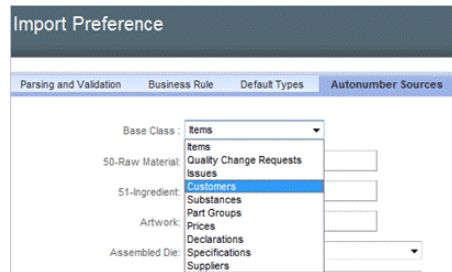 Import Preference
Parsing and Validation Business Rule Default Types Autonumber Sources
Base Class : Items
Items
50-Raw Material: Quality Change Requests
Issues
51-Ingredient: Customers
Substances
Artwork: Part Groups
Prices
Declarations
Assembled Die: Specifications
Suppliers